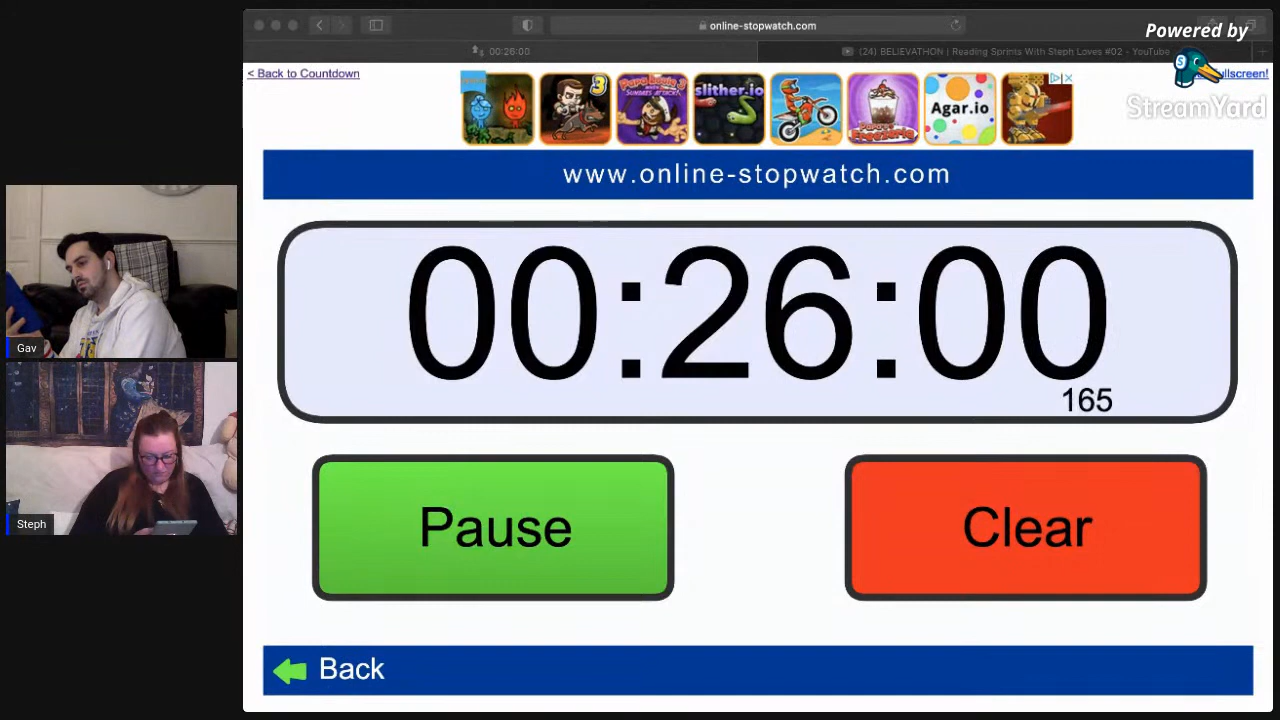 online-stopwatch.com
Powered by
00:26:00
(24) BELIEVATHON | Reading Sprints With Steph Loves #02 - YouTube
< Back to Countdown
ullscreen!
StreamYard
3
slither.io
Agar.io
www.online-stopwatch.com
00:26:00
165
Pause
Clear
Back
Gav
Steph